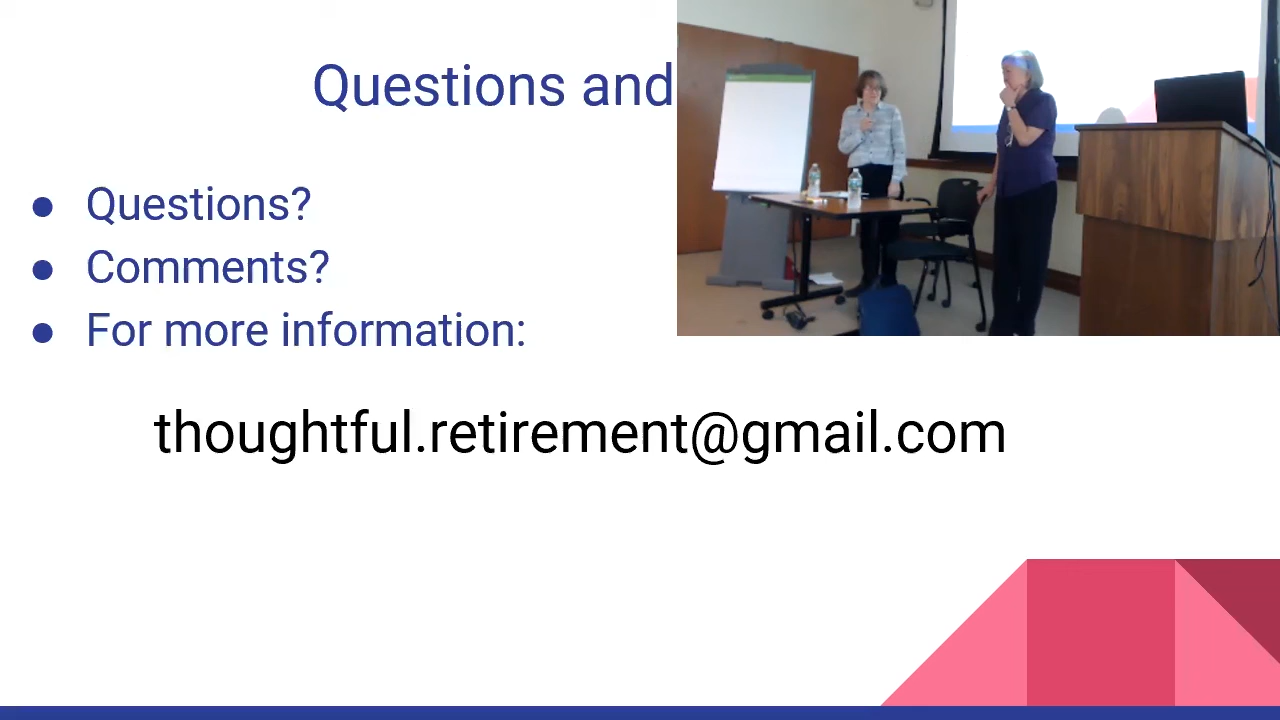 Questions and
● Questions?
● Comments?
● For more information:
thoughtful.retirement@gmail.com